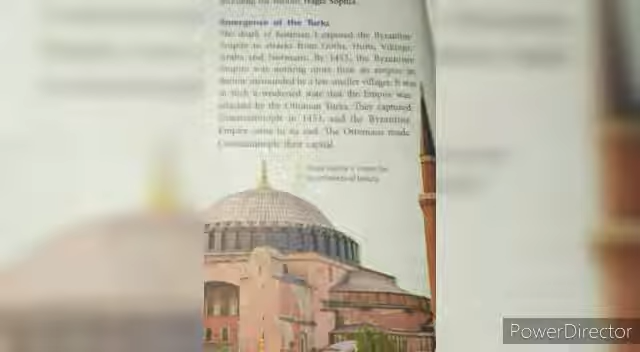 including the famous Hagia Sophia.
Emergence of the Turks
The death of Justinian I exposed the Byzantine
Empire to attacks from Goths, Huns, Vikings,
Arabs and Normans. By 1453, the Byzantine
Empire was nothing more than an empire in
surrounded by a few smaller villages. It was
in such a weakened state that the Empire was
attacked by the Ottoman Turks. They captured
Constantinople in 1453, and the Byzantine
Empire came to its end. The Ottomans made
Constantinople their capital.
PowerDirector